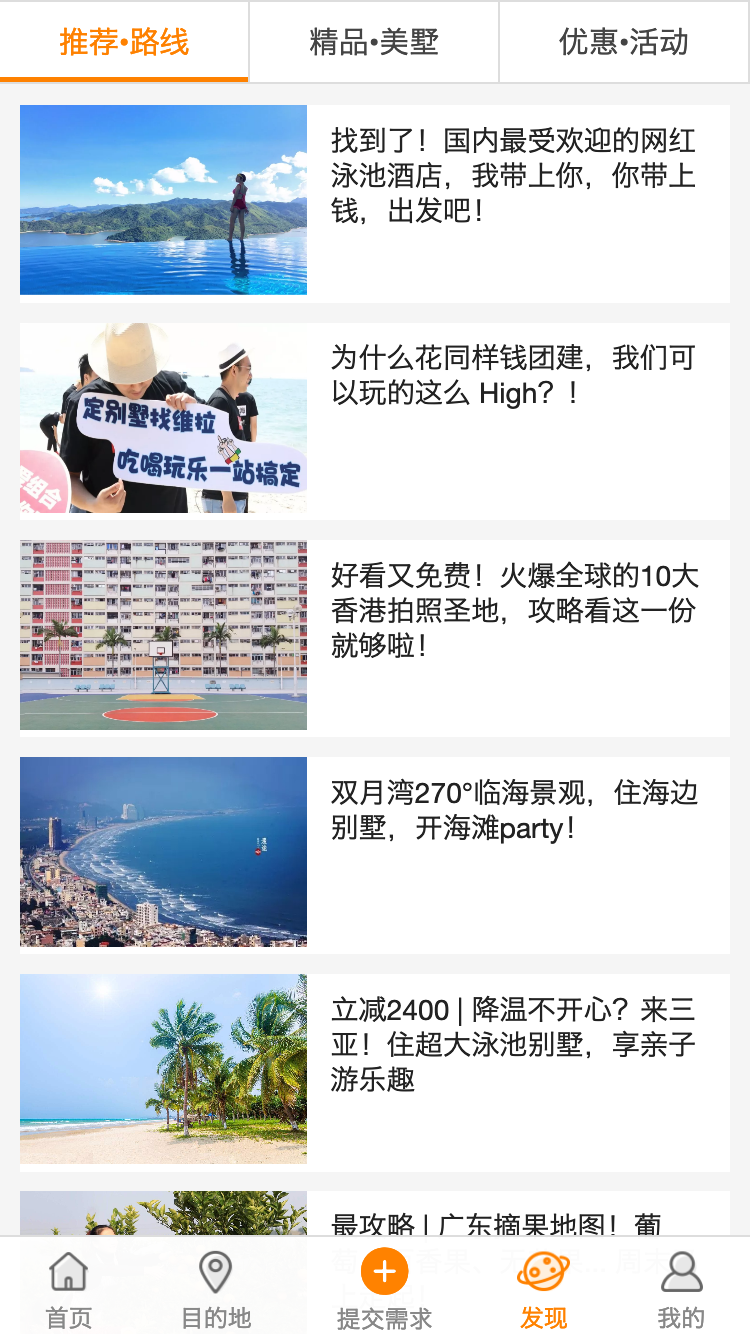 推荐•路线
精品•美墅
优惠•活动
找到了！国内最受欢迎的网红
泳池酒店，我带上你，你带上
钱，出发吧！
为什么花同样钱团建，我们可
以玩的这么 High？！
定别墅找维拉
吃喝玩乐一站搞定
组合
好看又免费！火爆全球的10大
香港拍照圣地，攻略看这一份
就够啦！
双月湾270°临海景观，住海边
别墅，开海滩party！
立减2400 | 降温不开心？来三
亚！住超大泳池别墅，享亲子
游乐趣
最攻略 | 广东摘果地图！葡
首页
目的地
提交需求
发现
我的